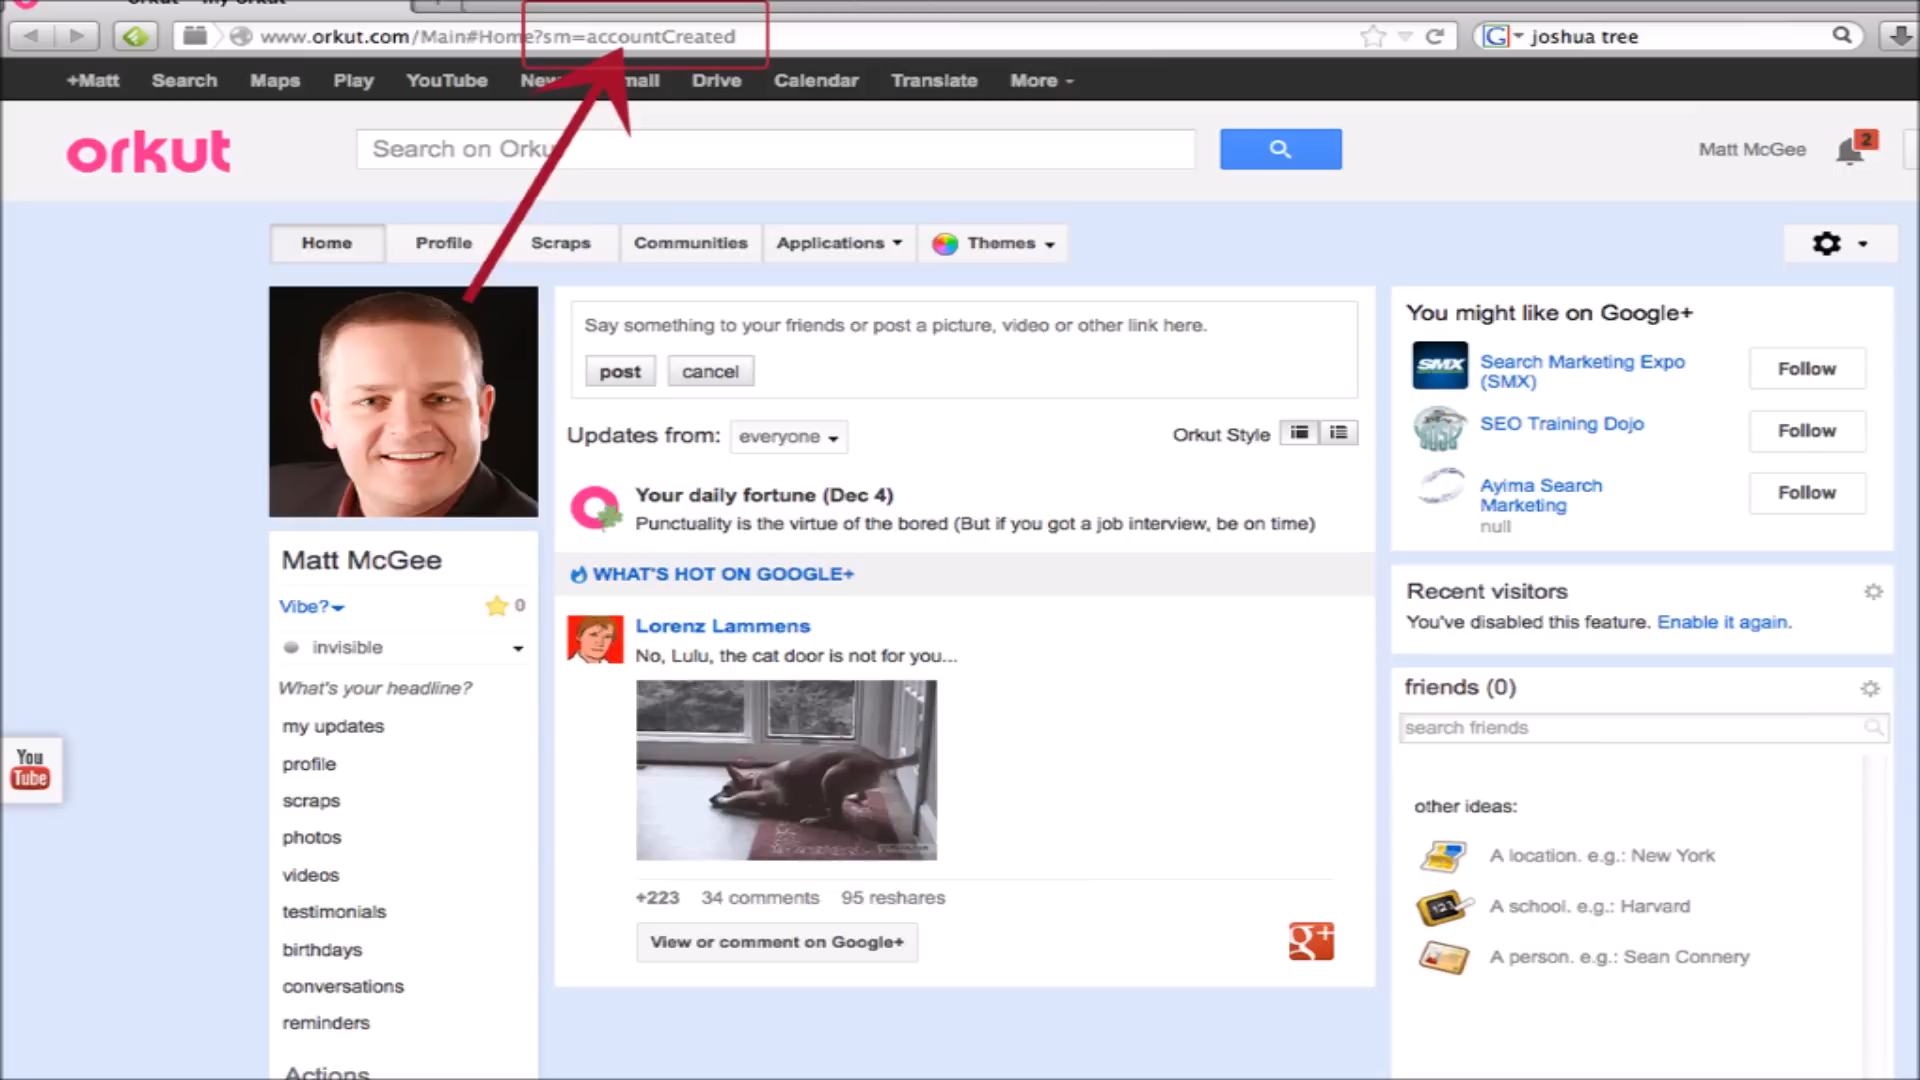 www.orkut.com/Main#Home?sm=accountCreated
joshua tree
+Matt Search Maps Play YouTube Drive Calendar Translate More
orkut
Search on Orku
Matt McGee
2
Home Profile Scraps Communities Applications Themes
Say something to your friends or post a picture, video or other link here.
post cancel
Updates from: everyone
Orkut Style
Your daily fortune (Dec 4)
Punctuality is the virtue of the bored (But if you got a job interview, be on time)
WHAT'S HOT ON GOOGLE+
Lorenz Lammens
No, Lulu, the cat door is not for you...
+223 34 comments 95 reshares
View or comment on Google+
g+
Matt McGee
Vibe?
0
invisible
What's your headline?
my updates
profile
scraps
photos
videos
testimonials
birthdays
conversations
reminders
Actions
You
Tube
You might like on Google+
SMX
Search Marketing Expo
(SMX)
Follow
SEO Training Dojo
Follow
Ayima Search
Marketing
null
Follow
Recent visitors
You've disabled this feature. Enable it again.
friends (0)
search friends
other ideas:
A location. e.g.: New York
A school. e.g.: Harvard
A person. e.g.: Sean Connery